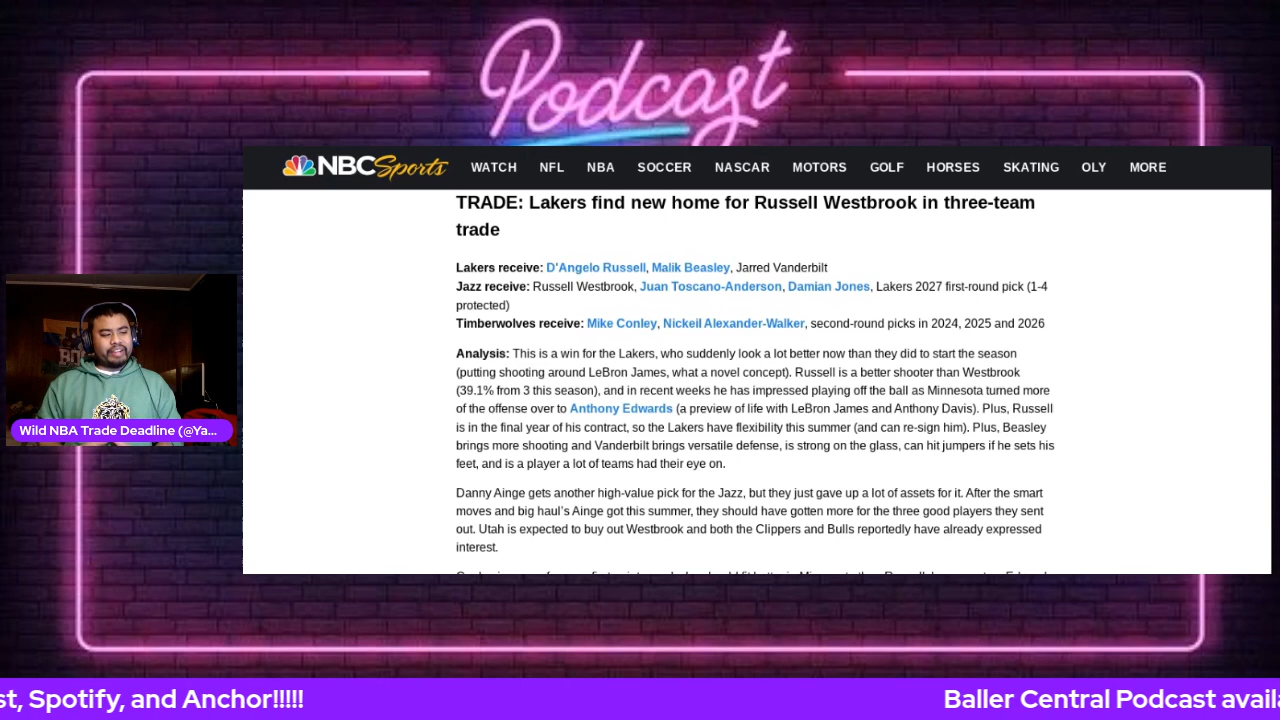 Podcast
NBC Sports WATCH NFL NBA SOCCER NASCAR MOTORS GOLF HORSES SKATING OLY MORE
TRADE: Lakers find new home for Russell Westbrook in three-team
trade
Lakers receive: D'Angelo Russell, Malik Beasley, Jarred Vanderbilt
Jazz receive: Russell Westbrook, Juan Toscano-Anderson, Damian Jones, Lakers 2027 first-round pick (1-4
protected)
Timberwolves receive: Mike Conley, Nickeil Alexander-Walker, second-round picks in 2024, 2025 and 2026
Analysis: This is a win for the Lakers, who suddenly look a lot better now than they did to start the season
(putting shooting around LeBron James, what a novel concept). Russell is a better shooter than Westbrook
(39.1% from 3 this season), and in recent weeks he has impressed playing off the ball as Minnesota turned more
of the offense over to Anthony Edwards (a preview of life with LeBron James and Anthony Davis). Plus, Russell
is in the final year of his contract, so the Lakers have flexibility this summer (and can re-sign him). Plus, Beasley
brings more shooting and Vanderbilt brings versatile defense, is strong on the glass, can hit jumpers if he sets his
feet, and is a player a lot of teams had their eye on.
Danny Ainge gets another high-value pick for the Jazz, but they just gave up a lot of assets for it. After the smart
moves and big haul's Ainge got this summer, they should have gotten more for the three good players they sent
out. Utah is expected to buy out Westbrook and both the Clippers and Bulls reportedly have already expressed
interest.
Wild NBA Trade Deadline (@Ya...
st, Spotify, and Anchor!!!!! Baller Central Podcast avail